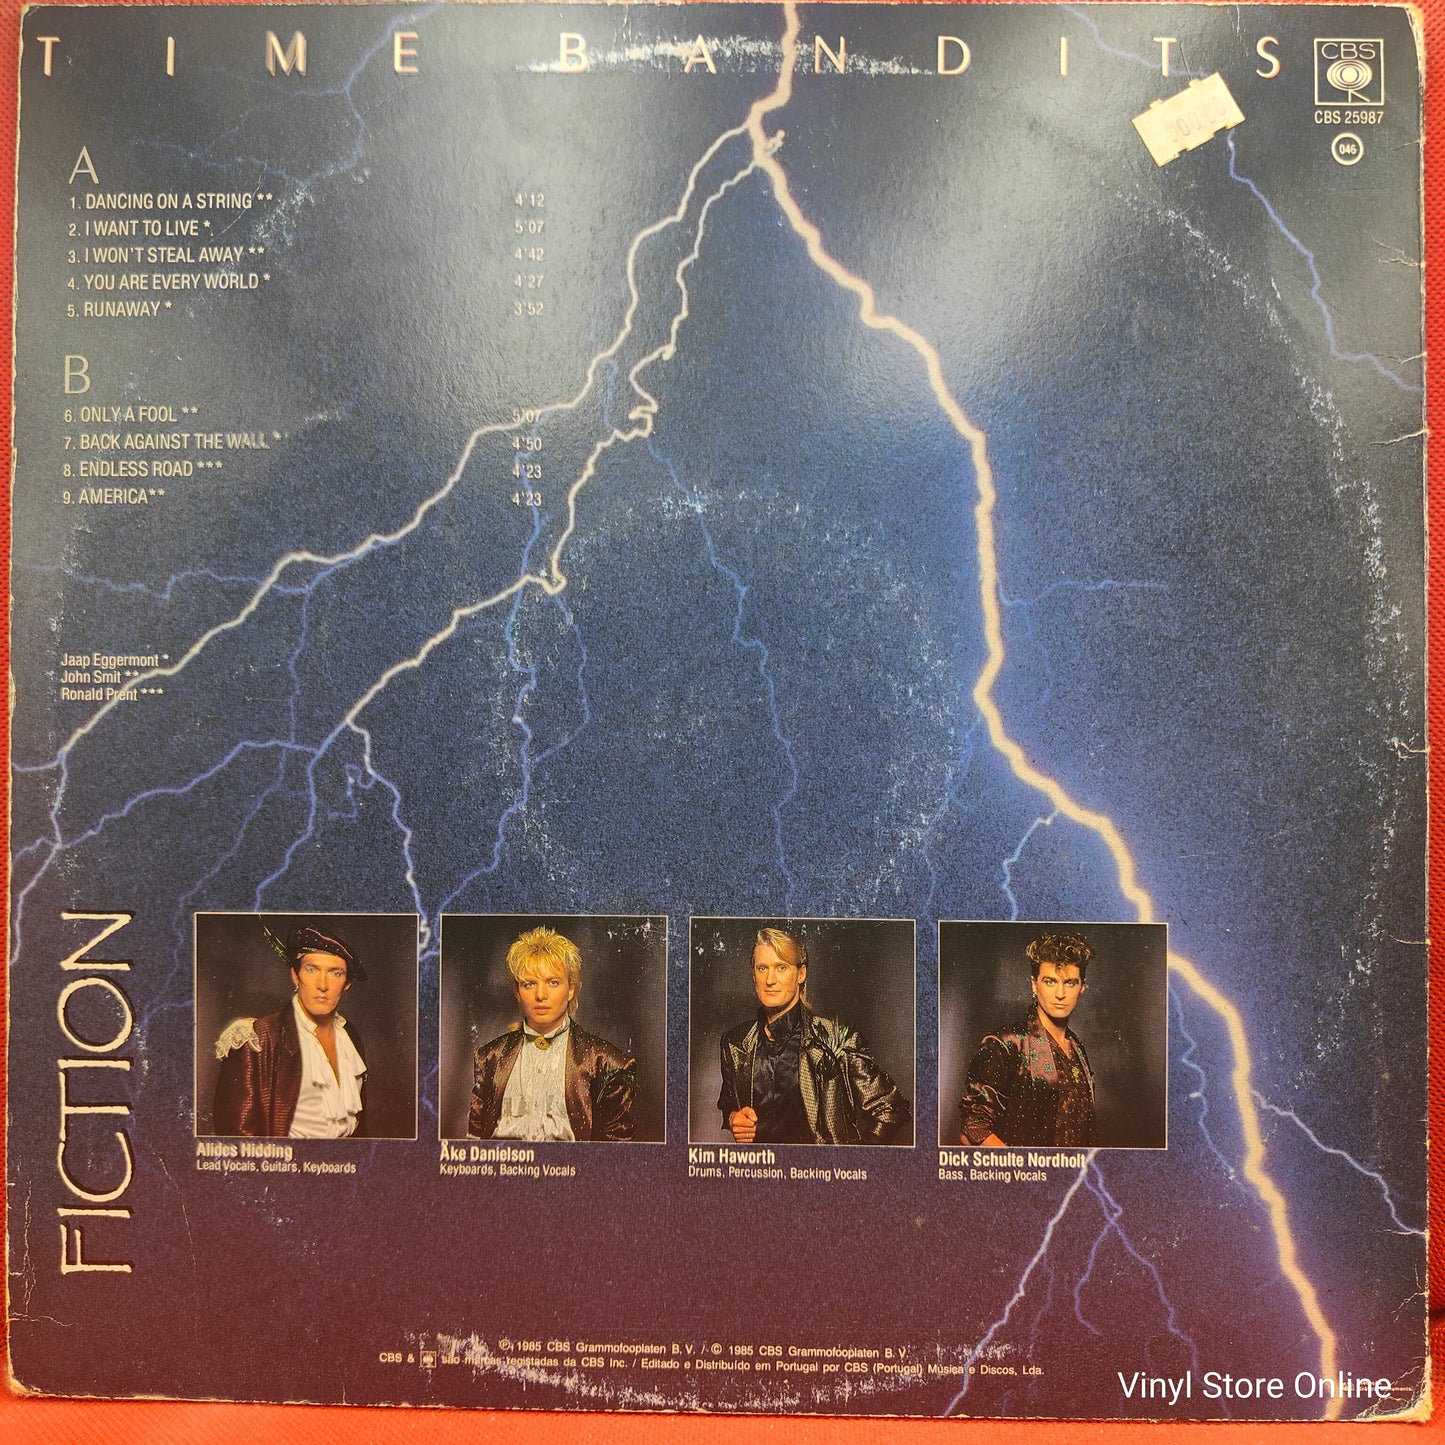 TIME BANDITS
CBS
CBS 25987
046
A
1. DANCING ON A STRING ** 4'12
2. I WANT TO LIVE * 5'07
3. I WON'T STEAL AWAY ** 4'42
4. YOU ARE EVERY WORLD * 4'27
5. RUNAWAY * 3'52
B
6. ONLY A FOOL ** 5'07
7. BACK AGAINST THE WALL * 4'50
8. ENDLESS ROAD *** 4'23
9. AMERICA** 4'23
Jaap Eggermont *
John Smit **
Ronald Prent ***
FICTION
Alides Hidding
Lead Vocals, Guitars, Keyboards
Åke Danielson
Keyboards, Backing Vocals
Kim Haworth
Drums, Percussion, Backing Vocals
Dick Schulte Nordholt
Bass, Backing Vocals
℗ 1985 CBS Grammofooplaten B.V. / © 1985 CBS Grammofooplaten B.V.
CBS & são marcas registadas da CBS Inc. / Editado e Distribuído em Portugal por CBS (Portugal) Música e Discos, Lda.
Vinyl Store Online